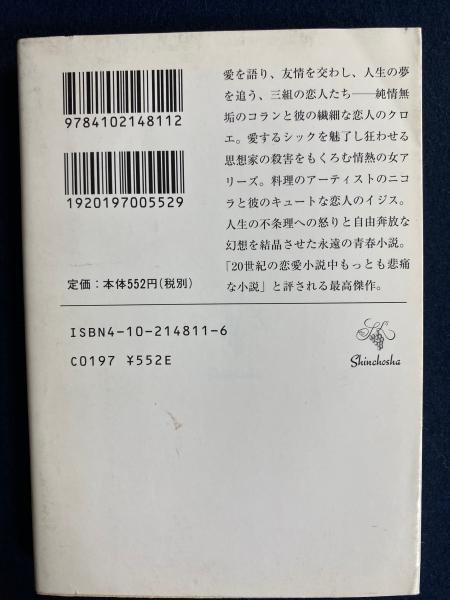 9784102148112
1920197005529
定価：本体552円(税別)
愛を語り、友情を交わし、人生の夢
を追う、三組の恋人たち――純情無
垢のコランと彼の繊細な恋人のクロ
エ。愛するシックを魅了し狂わせる
思想家の殺害をもくろむ情熱の女ア
リーズ。料理のアーティストのニコ
ラと彼のキュートな恋人のイジス。
人生の不条理への怒りと自由奔放な
幻想を結晶させた永遠の青春小説。
「20世紀の恋愛小説中もっとも悲痛
な小説」と評される最高傑作。
ISBN4-10-214811-6
C0197 ¥552E
Shinchosha